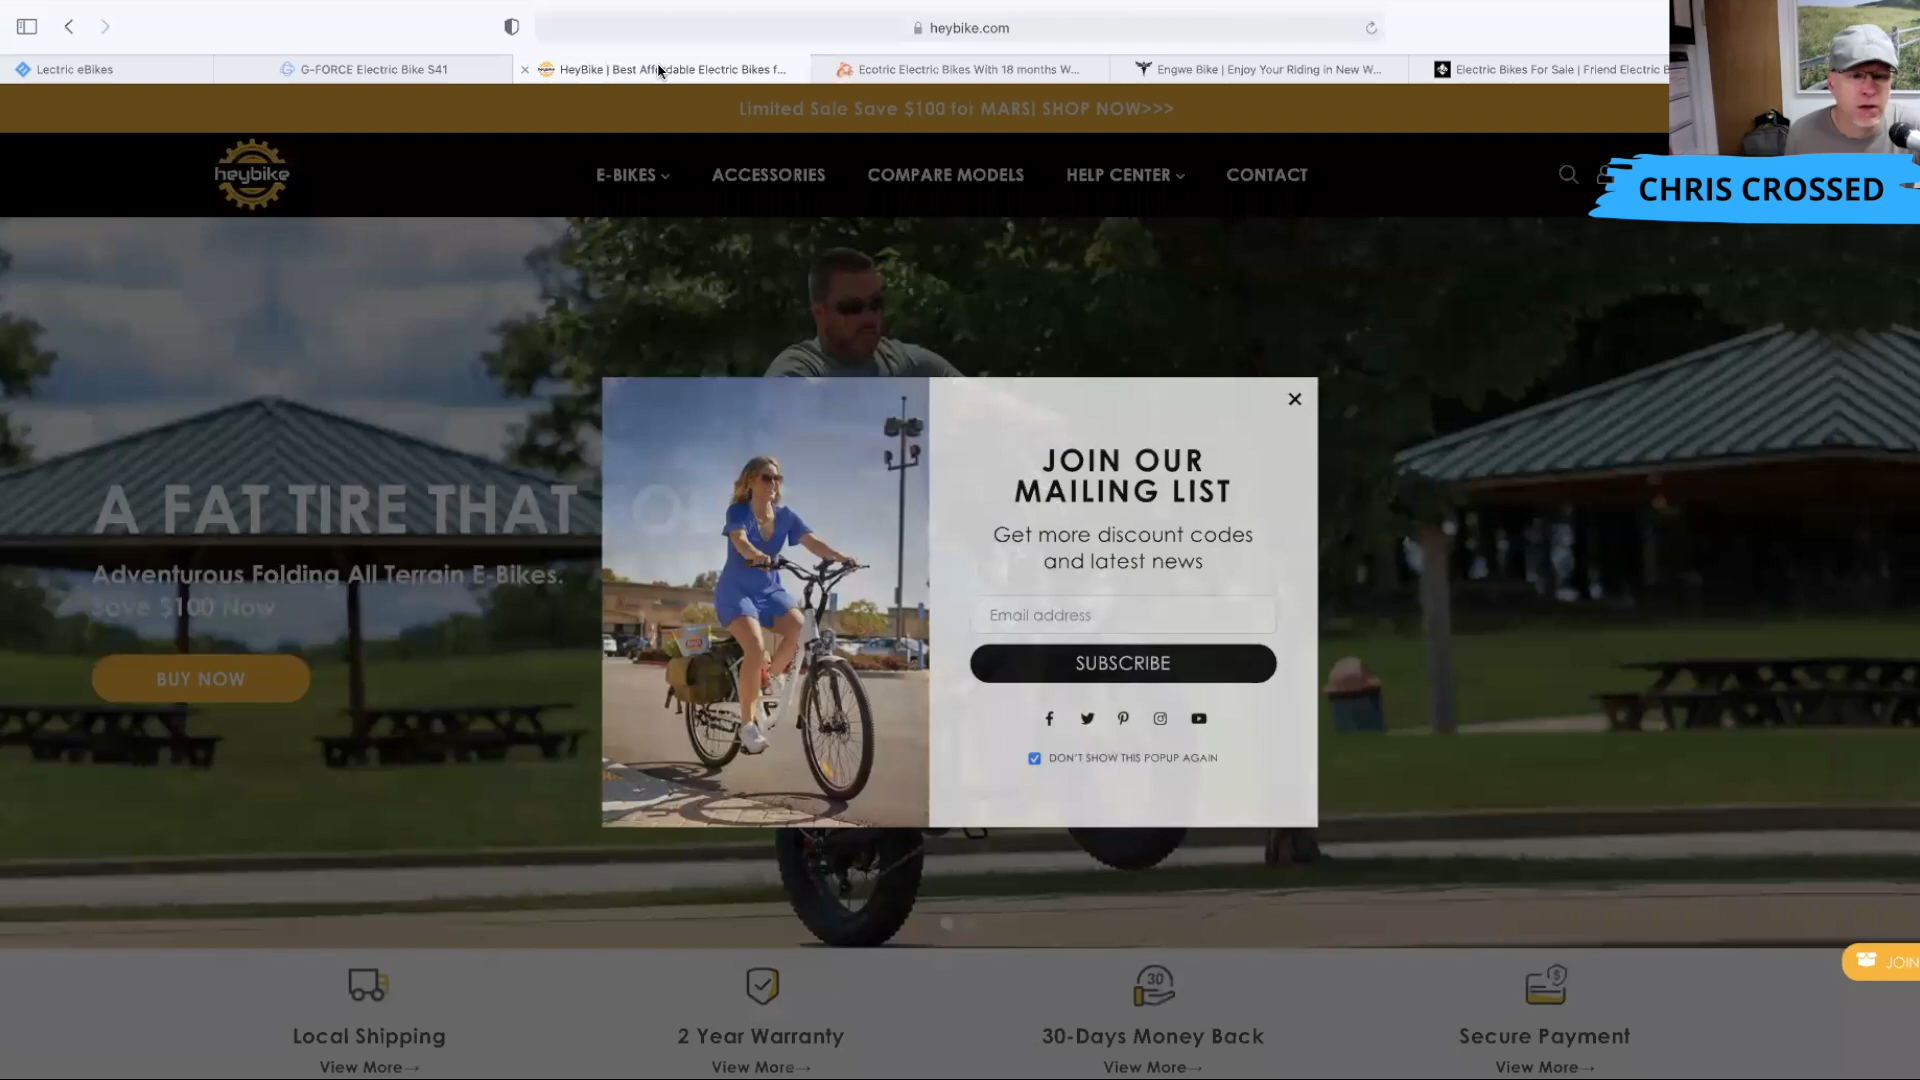 heybike.com
Lectric eBikes
G-FORCE Electric Bike S41
HeyBike | Best Affordable Electric Bikes f...
Ecotric Electric Bikes With 18 months W...
Engwe Bike | Enjoy Your Riding in New W...
Electric Bikes For Sale | Friend Electric B
Limited Sale Save $100 for MARS! SHOP NOW>>>
heybike
E-BIKES
ACCESSORIES
COMPARE MODELS
HELP CENTER
CONTACT
CHRIS CROSSED
A FAT TIRE THAT
Adventurous Folding All Terrain E-Bikes.
Save $100 Now
BUY NOW
JOIN OUR
MAILING LIST
Get more discount codes
and latest news
Email address
SUBSCRIBE
DON'T SHOW THIS POPUP AGAIN
JOIN
30
Local Shipping
2 Year Warranty
30-Days Money Back
Secure Payment
View More→
View More→
View More→
View More→